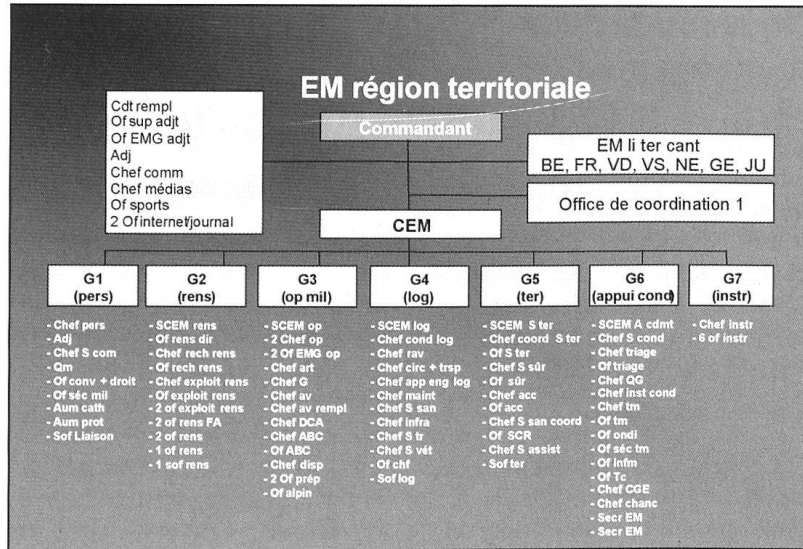 EM région territoriale
Commandant
Cdt rempl
Of sup adjt
Of EMG adjt
Adj
Chef comm
Chef médias
Of sports
2 Of internet/journal
EM li ter cant
BE, FR, VD, VS, NE, GE, JU
Office de coordination 1
CEM
G1
(pers)
- Chef pers
- Adj
- Chef S com
- Qm
- Of conv + droit
- Of séc mil
- Aum cath
- Aum prot
- Sof Liaison
G2
(rens)
- SCEM rens
- Of rens dir
- Chef rech rens
- Of rech rens
- Chef exploit rens
- Of exploit rens
- 2 of exploit rens
- 2 of rens FA
- 2 of rens
- 1 of rens
- 1 sof rens
G3
(op mil)
- SCEM op
- 2 Chef op
- 2 Of EMG op
- Chef art
- Chef G
- Chef av
- Chef av rempl
- Chef DCA
- Chef ABC
- Of ABC
- Chef disp
- 2 Of prép
- Of alpin
G4
(log)
- SCEM log
- Chef cond log
- Chef rav
- Chef circ + trsp
- Chef app eng log
- Chef maint
- Chef S san
- Chef infra
- Chef S tr
- Chef S vét
- Of chf
- Sof log
G5
(ter)
- SCEM S ter
- Chef coord S ter
- Of S ter
- Chef S sûr
- Of sûr
- Chef acc
- Of acc
- Chef S san coord
- Of SCR
- Chef S assist
- Sof ter
G6
(appui cond)
- SCEM A cdmt
- Chef S cond
- Chef triage
- Of triage
- Chef QG
- Chef inst cond
- Chef tm
- Of tm
- Of ondi
- Of séc tm
- Of Infm
- Of Tc
- Chef CGE
- Chef chanc
- Secr EM
- Secr EM
G7
(instr)
- Chef instr
- 6 of instr